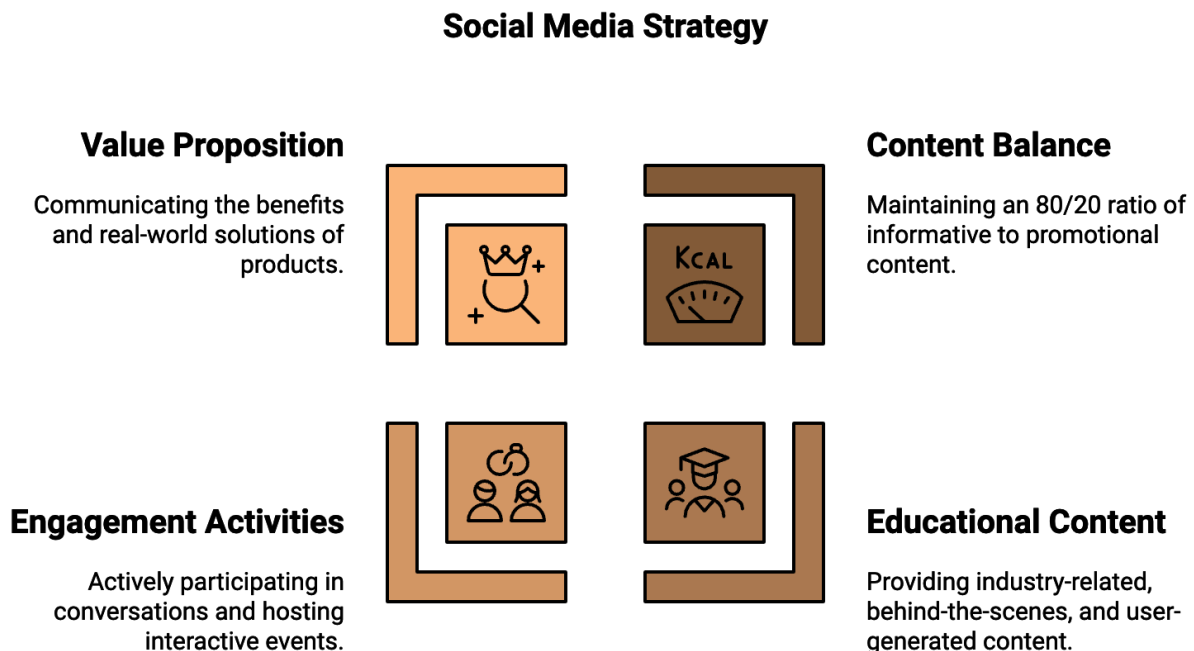 Social Media Strategy
Value Proposition
Communicating the benefits
and real-world solutions of
products.
Content Balance
Maintaining an 80/20 ratio of
informative to promotional
content.
KCAL
Engagement Activities
Actively participating in
conversations and hosting
interactive events.
Educational Content
Providing industry-related,
behind-the-scenes, and user-
generated content.